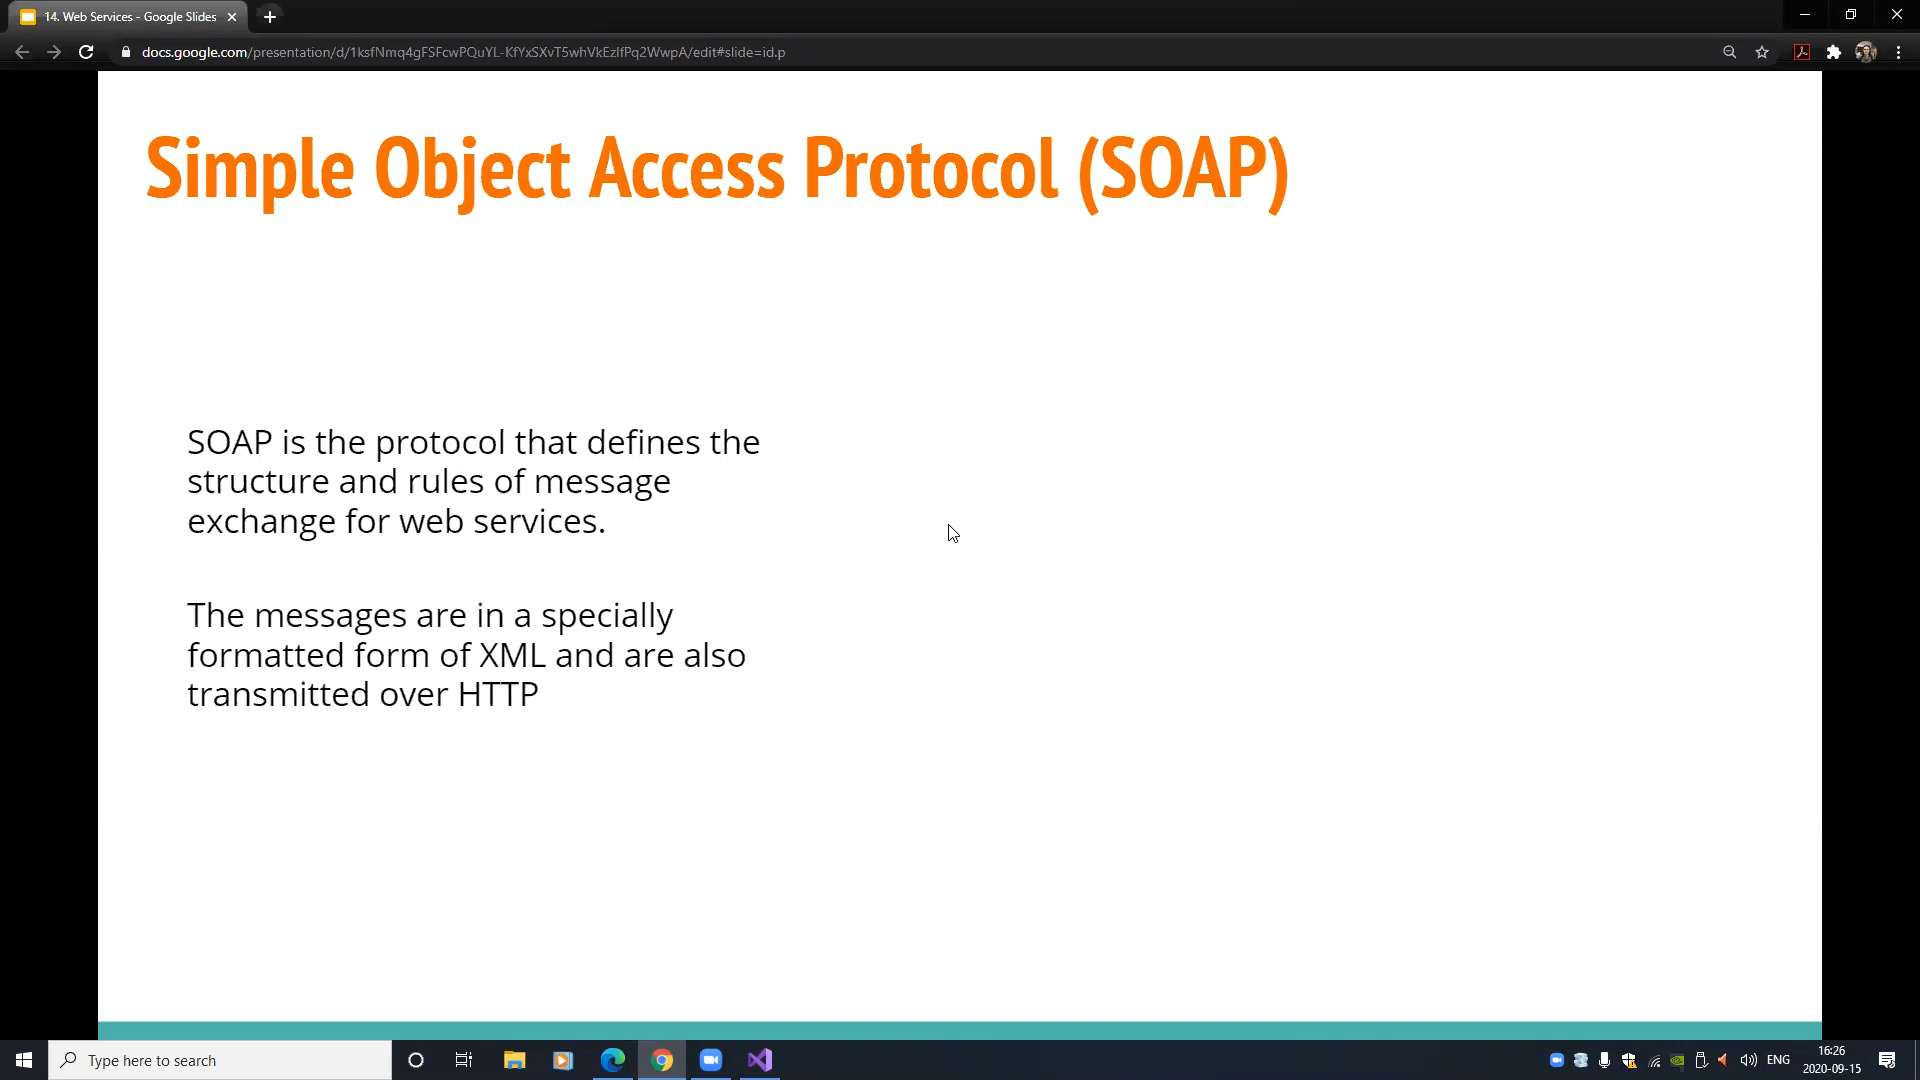 14. Web Services - Google Slides
docs.google.com/presentation/d/1ksfNmq4gFSFcwPQuYL-KfYxSXvT5whVkEzlfPq2WwpA/edit#slide=id.p
Simple Object Access Protocol (SOAP)
SOAP is the protocol that defines the
structure and rules of message
exchange for web services.
The messages are in a specially
formatted form of XML and are also
transmitted over HTTP
Type here to search
ENG
16:26
2020-09-15